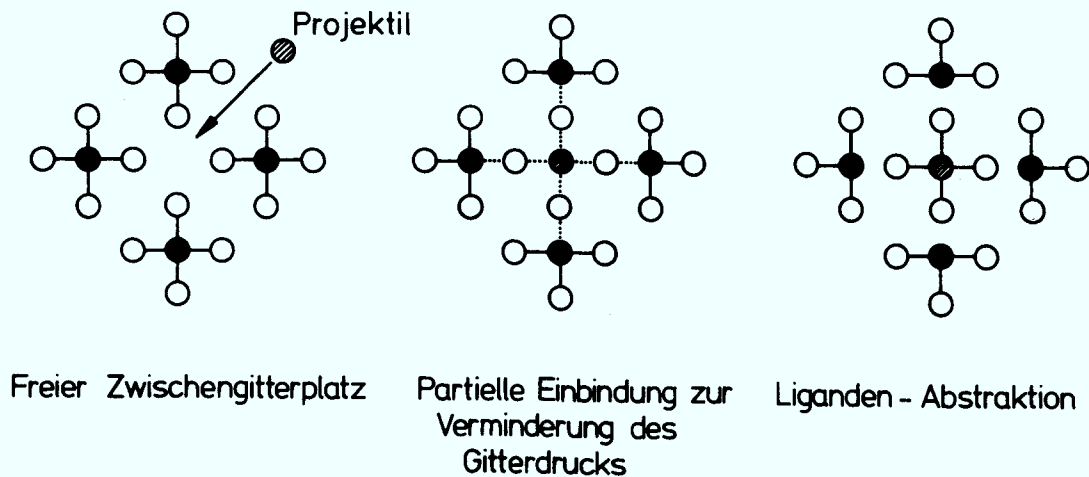 Projektil
Freier Zwischengitterplatz
Partielle Einbindung zur
Verminderung des
Gitterdrucks
Liganden - Abstraktion